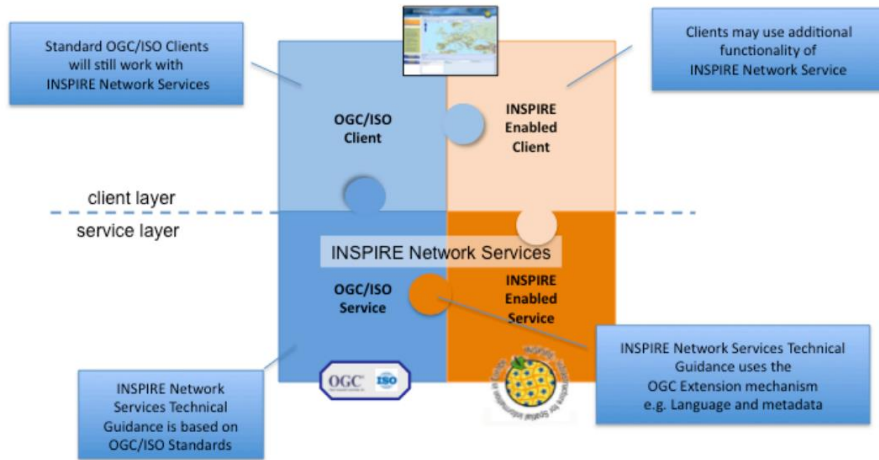 Standard OGC/ISO Clients
will still work with
INSPIRE Network Services
Clients may use additional
functionality of
INSPIRE Network Service
OGC/ISO
Client
INSPIRE
Enabled
Client
client layer
service layer
INSPIRE Network Services
OGC/ISO
Service
INSPIRE
Enabled
Service
INSPIRE Network
Services Technical
Guidance is based on
OGC/ISO Standards
OGC
ISO
INSPIRE Network Services Technical
Guidance uses the
OGC Extension mechanism
e.g. Language and metadata